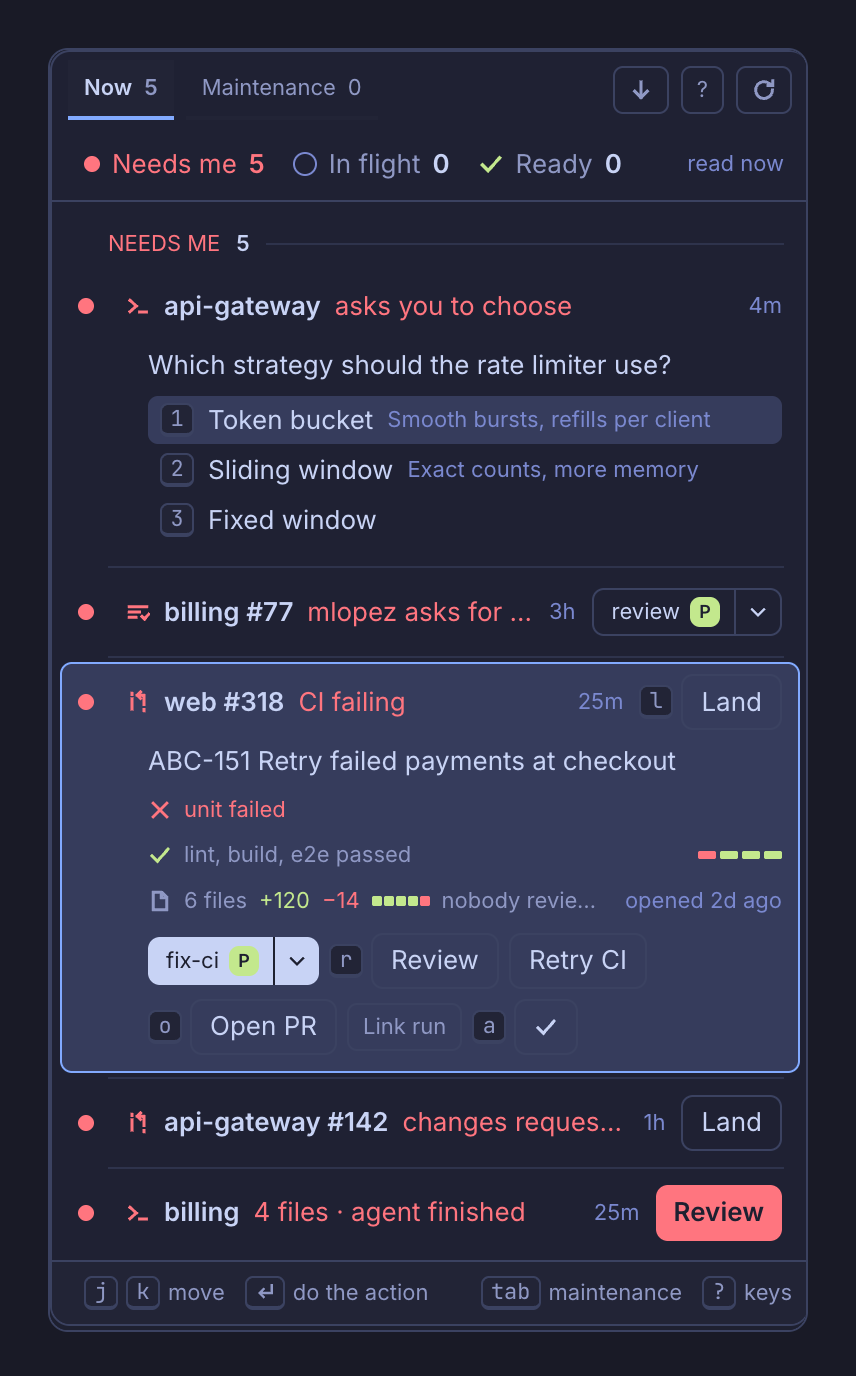 Now 5 Maintenance 0 ?
Needs me 5 In flight 0 Ready 0 read now
NEEDS ME 5
api-gateway asks you to choose 4m
Which strategy should the rate limiter use?
1 Token bucket Smooth bursts, refills per client
2 Sliding window Exact counts, more memory
3 Fixed window
billing #77 mlopez asks for ... 3h review P
web #318 CI failing 25m l Land
ABC-151 Retry failed payments at checkout
unit failed
lint, build, e2e passed
6 files +120 −14 nobody revie... opened 2d ago
fix-ci P r Review Retry CI
o Open PR Link run a
api-gateway #142 changes reques... 1h Land
billing 4 files · agent finished 25m Review
j k move do the action tab maintenance ? keys